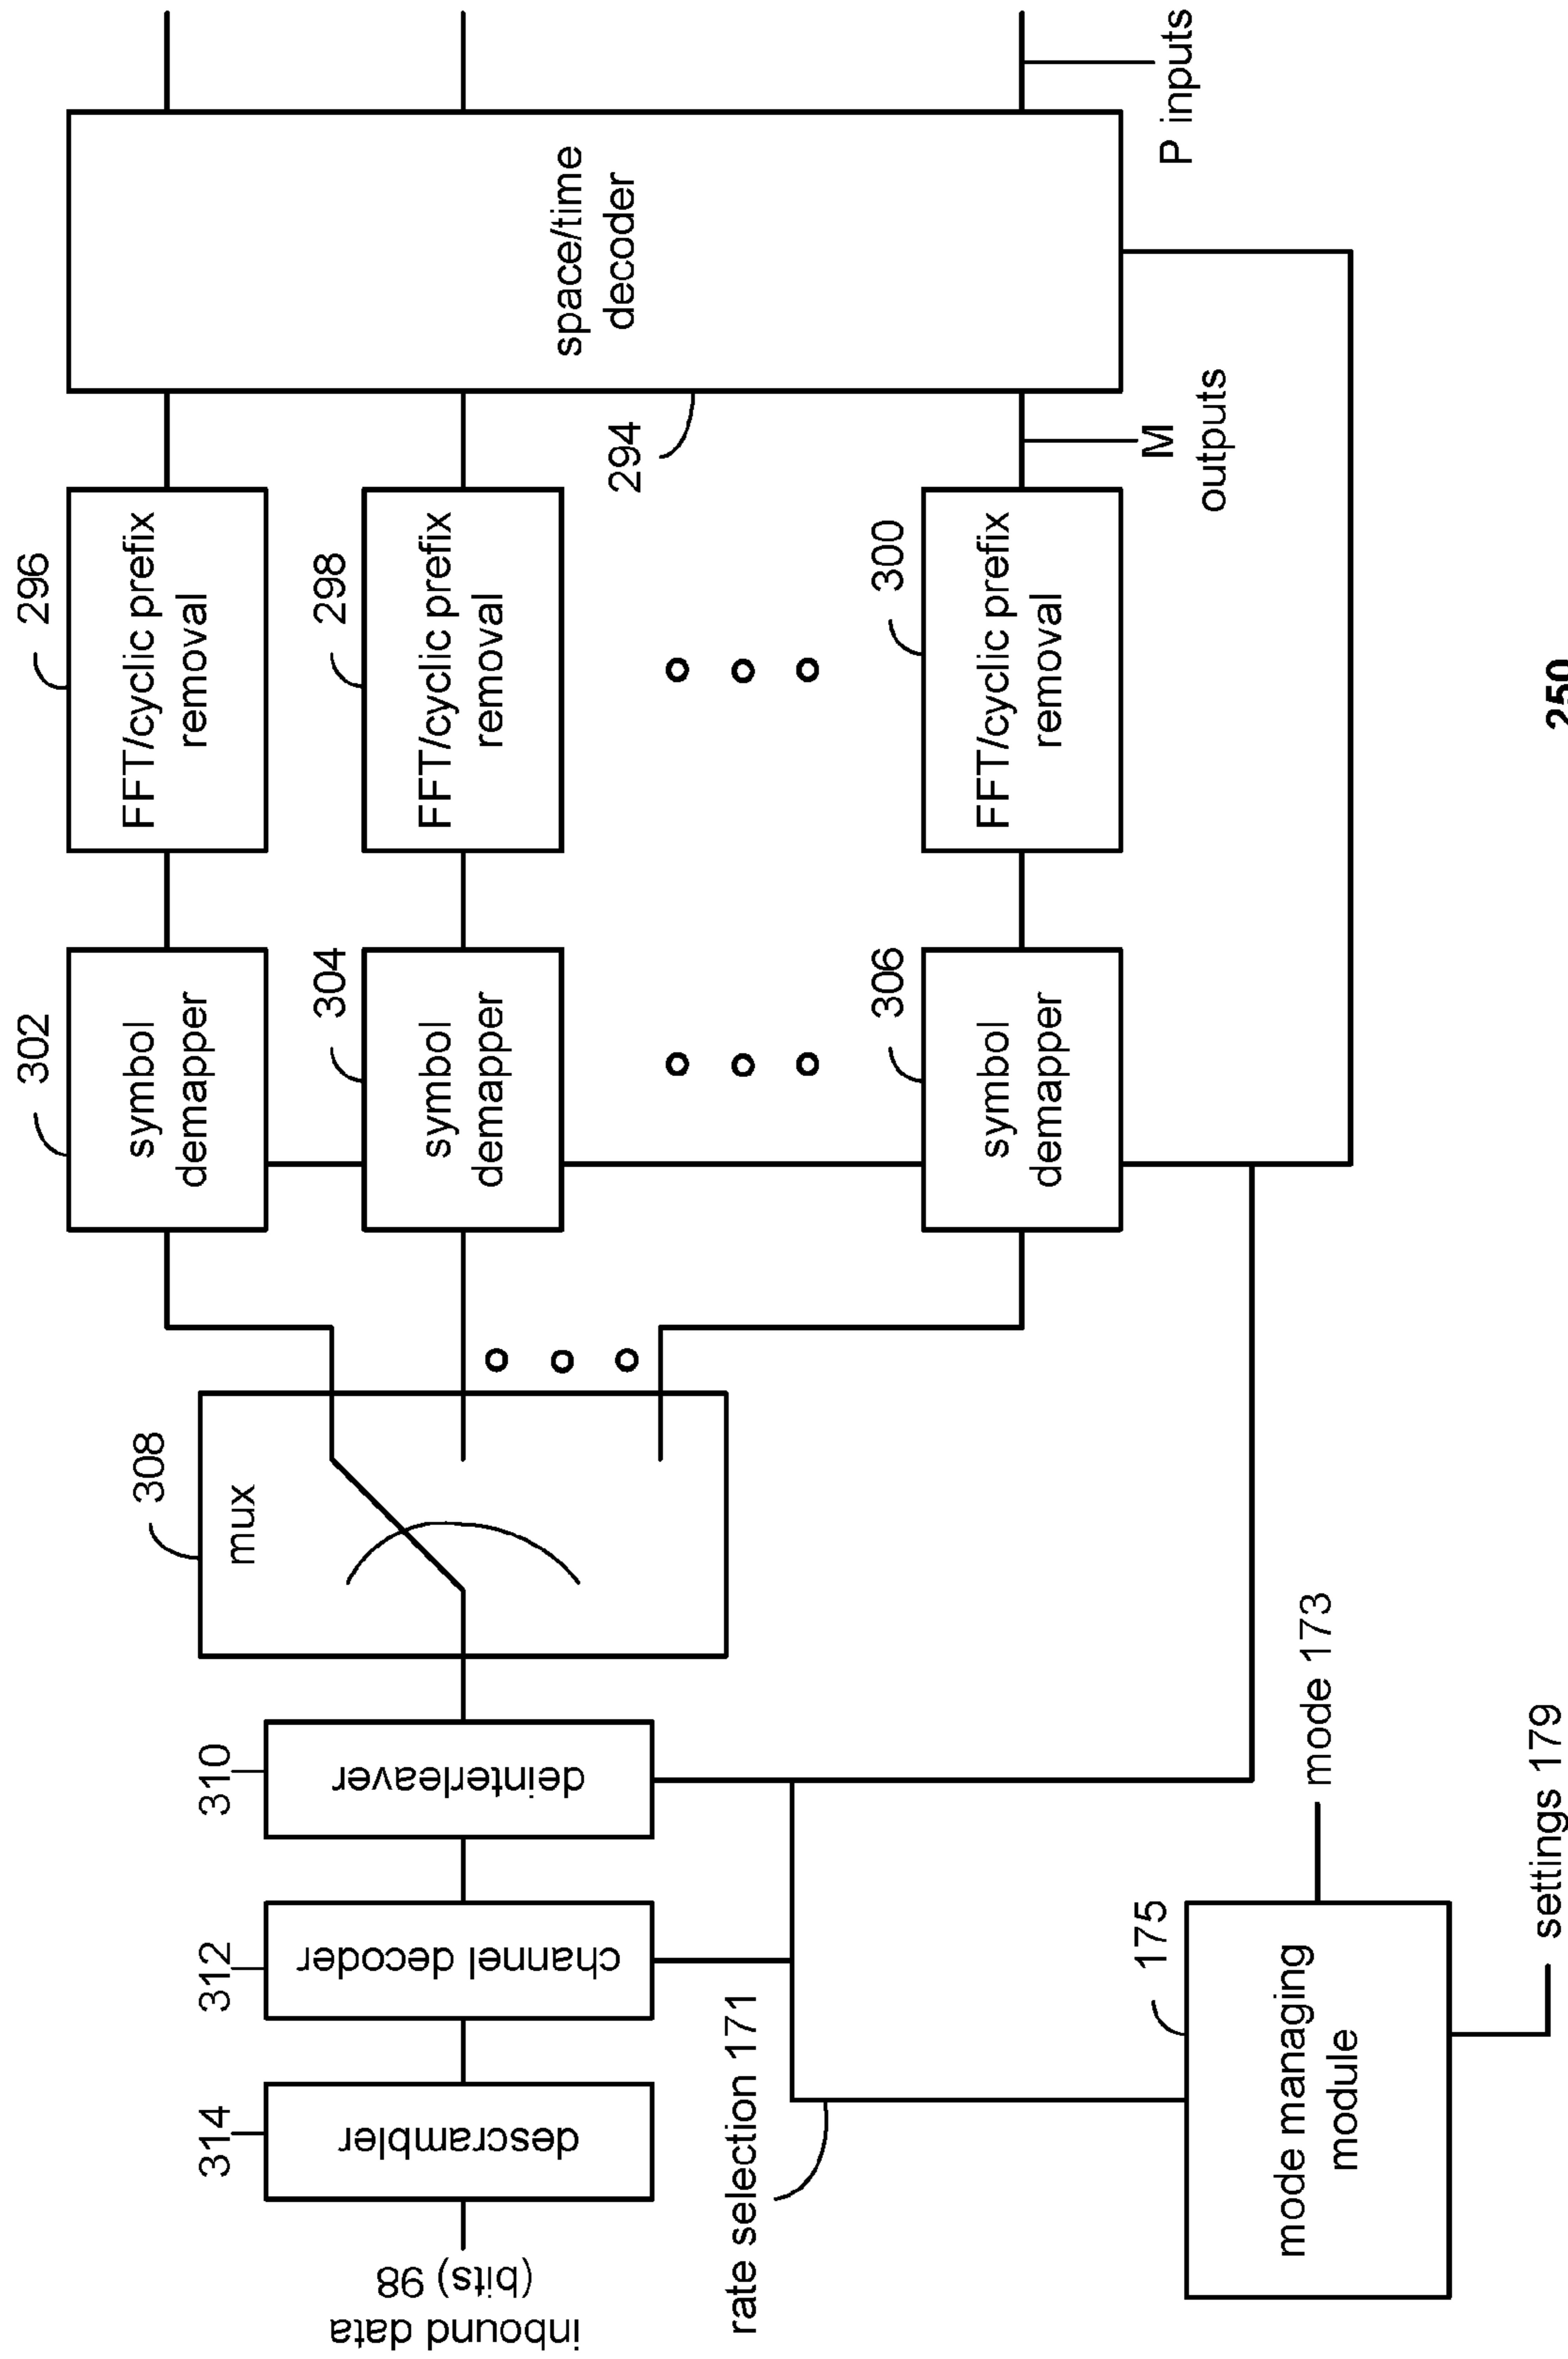 302
296
symbol
demapper
FFT/cyclic prefix
removal
308
mux
304
298
314
312
310
descrambler
channel decoder
deinterleaver
symbol
demapper
FFT/cyclic prefix
removal
space/time
decoder
inbound data
(bits) 98
294
rate selection 171
306
300
symbol
demapper
FFT/cyclic prefix
removal
175
M
outputs
P inputs
mode managing
module
mode 173
settings 179
250